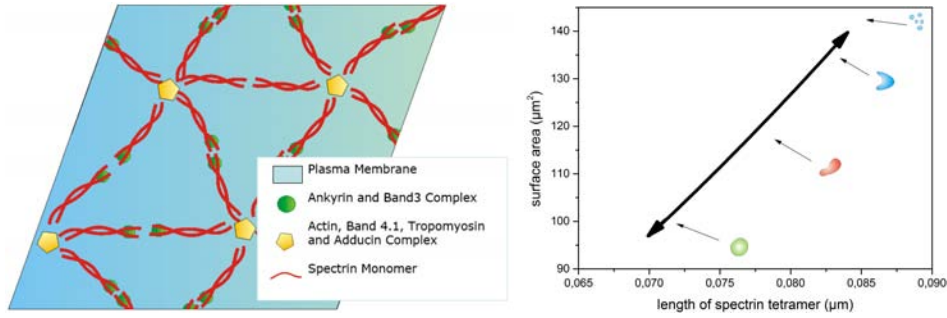 Plasma Membrane
Ankyrin and Band3 Complex
Actin, Band 4.1, Tropomyosin
and Adducin Complex
Spectrin Monomer
surface area (µm²)
140
130
120
110
100
90
0,065
0,070
0,075
0,080
0,085
0,090
length of spectrin tetramer (µm)